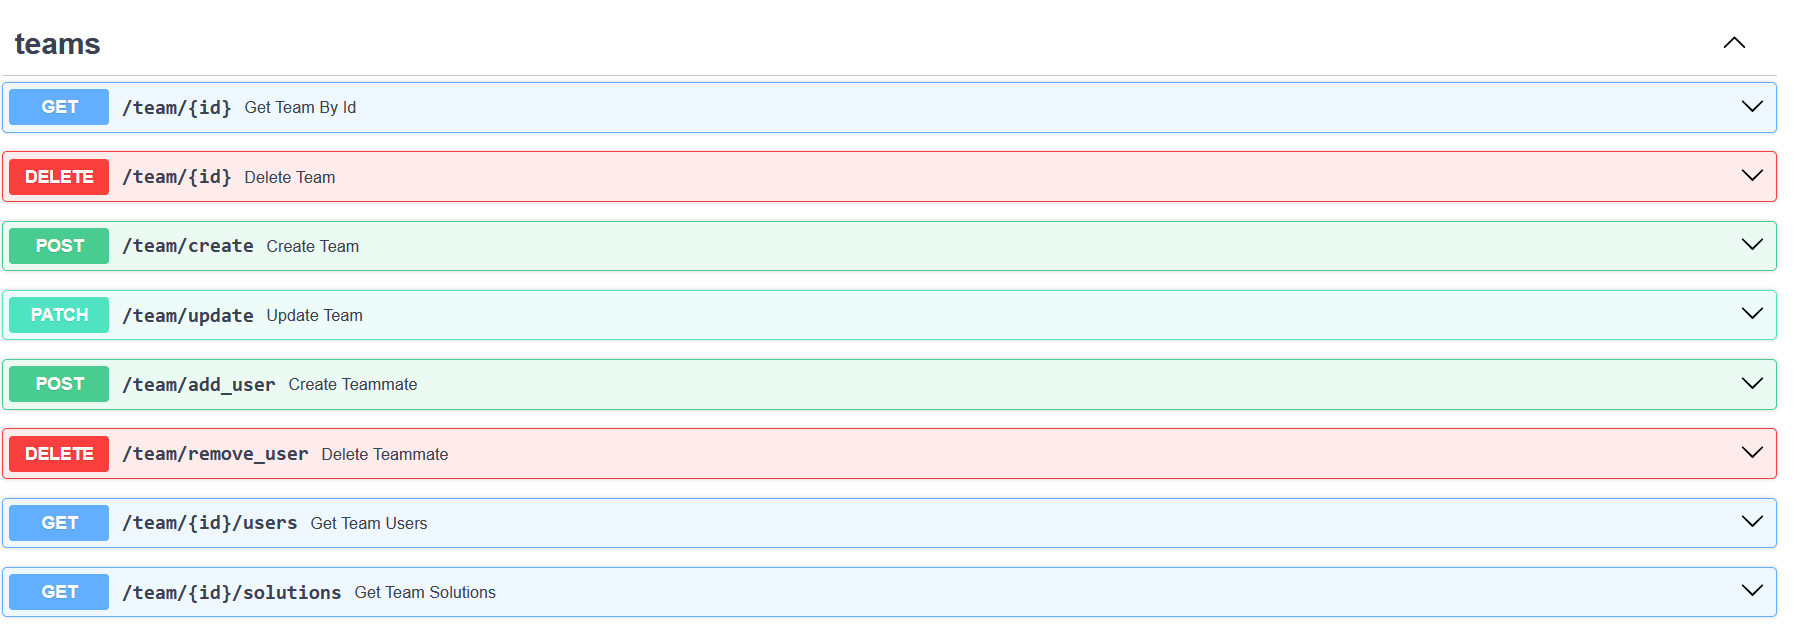 teams
GET /team/{id} Get Team By Id
DELETE /team/{id} Delete Team
POST /team/create Create Team
PATCH /team/update Update Team
POST /team/add_user Create Teammate
DELETE /team/remove_user Delete Teammate
GET /team/{id}/users Get Team Users
GET /team/{id}/solutions Get Team Solutions